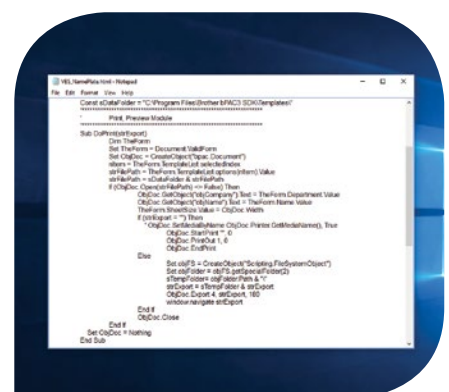 VBS_NamePlate.html - Notepad
File Edit Format View Help
Const sDataFolder = "C:\Program Files\Brother bPAC3 SDK\Templates\"
' Print, Preview Module
Sub DoPrint(strExport)
Dim TheForm
Set TheForm = Document.ValidForm
Set ObjDoc = CreateObject("bpac.Document")
nItem = TheForm.TemplateList.selectedIndex
strFilePath = TheForm.TemplateList.options(nItem).Value
strFilePath = sDataFolder & strFilePath
If (ObjDoc.Open(strFilePath) <> False) Then
ObjDoc.GetObject("objCompany").Text = TheForm.Department.Value
ObjDoc.GetObject("objName").Text = TheForm.Name.Value
TheForm.SheetSize.Value = ObjDoc.Width
If (strExport = "") Then
' ObjDoc.SetMediaByName ObjDoc.Printer.GetMediaName(), True
ObjDoc.StartPrint "", 0
ObjDoc.PrintOut 1, 0
ObjDoc.EndPrint
Else
Set objFS = CreateObject("Scripting.FileSystemObject")
Set objFolder = objFS.getSpecialFolder(2)
sTempFolder= objFolder.Path & "\"
strExport = sTempFolder & strExport
ObjDoc.Export 4, strExport, 180
window.navigate strExport
End If
ObjDoc.Close
End If
Set ObjDoc = Nothing
End Sub